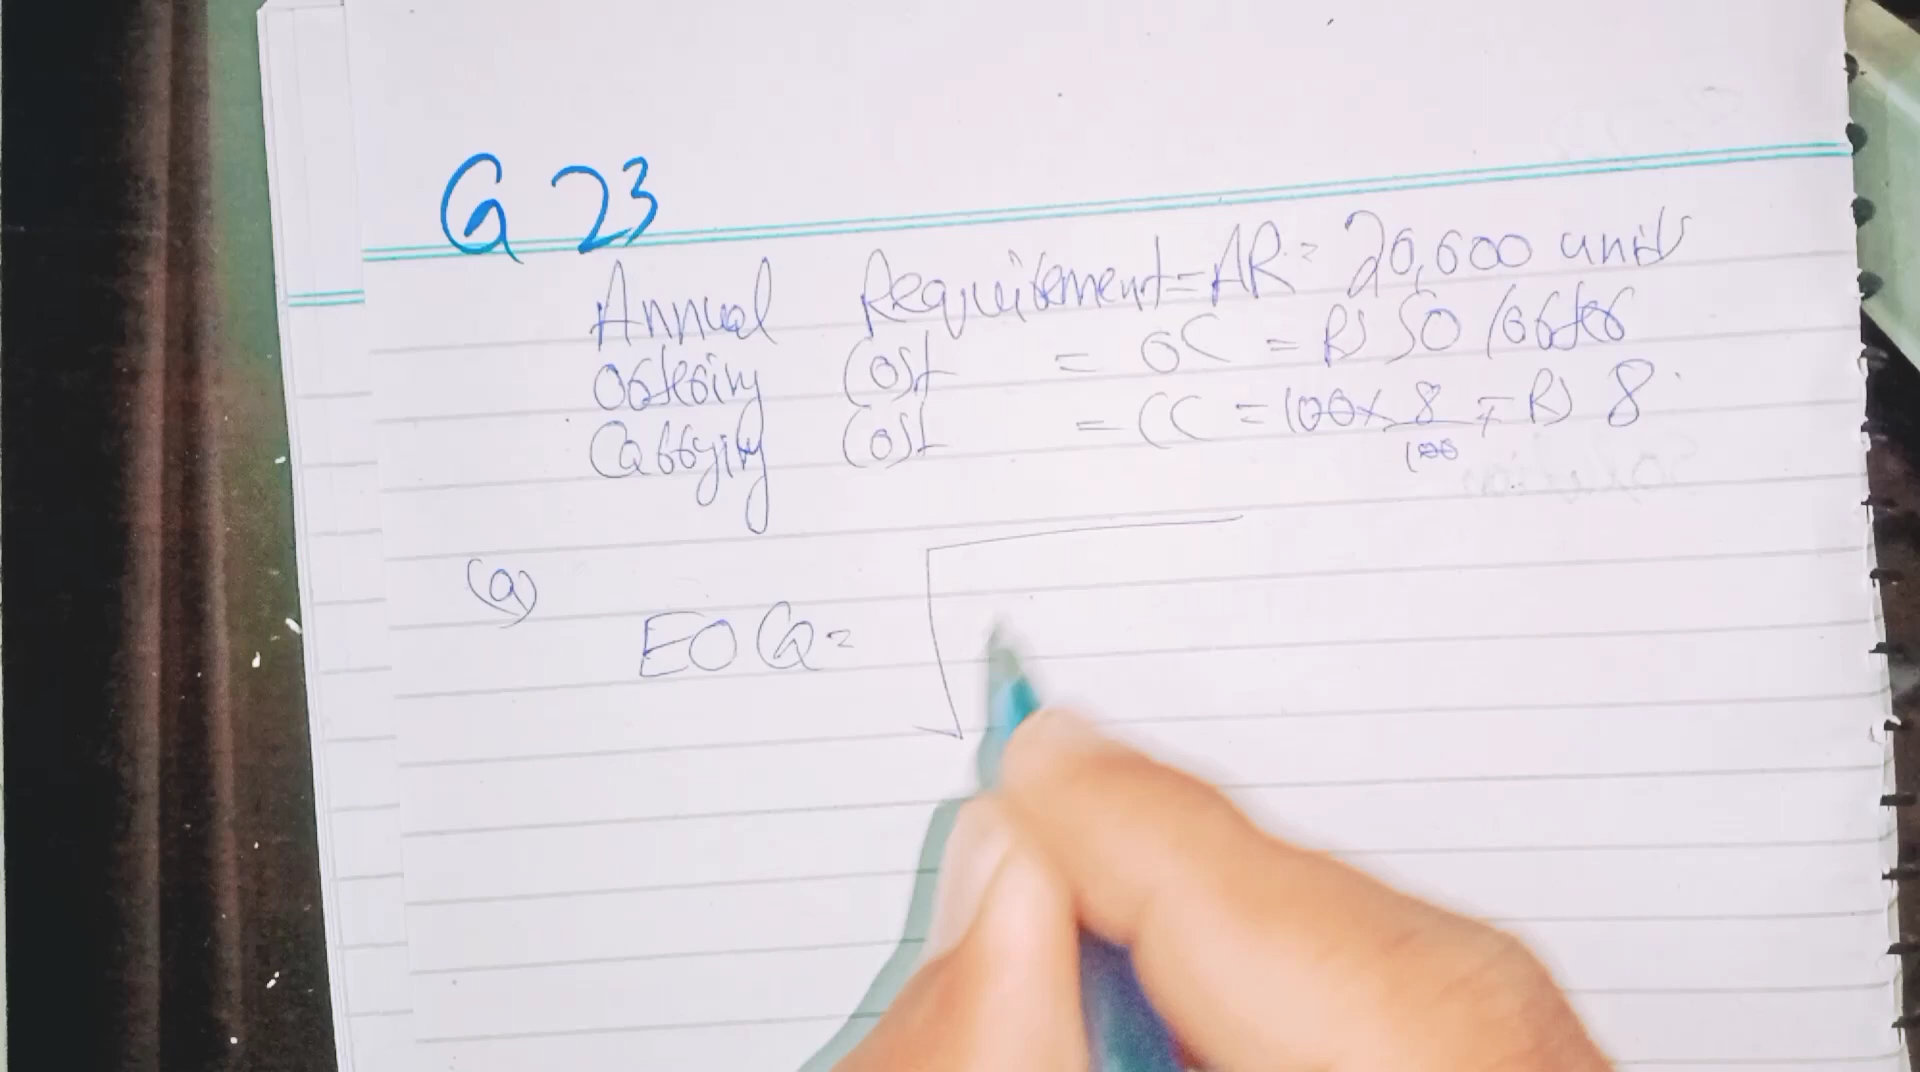 Q 23
Annual Requirement = AR = 20,000 units
Ordering Cost = OC = Rs 50 / order
Carrying Cost = CC = 100 x 8/100 = Rs 8
(a)
EOQ =